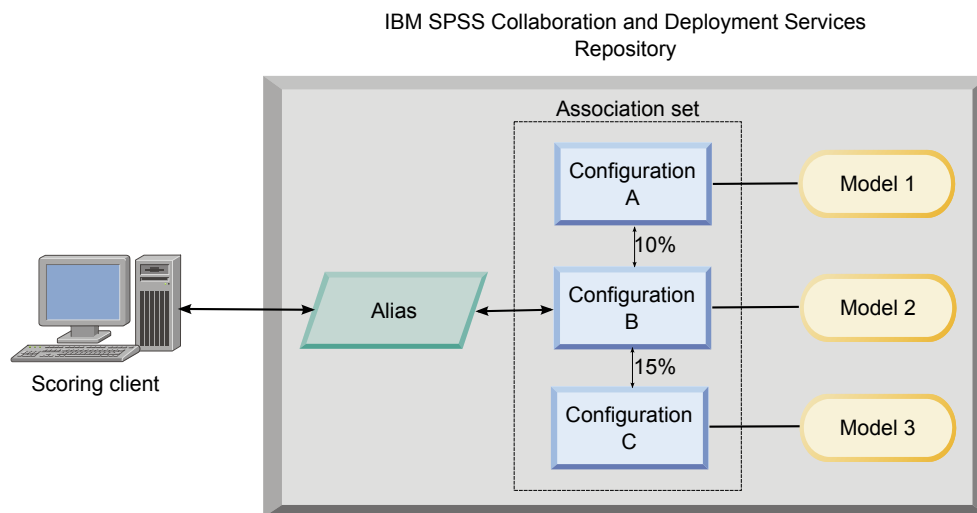 IBM SPSS Collaboration and Deployment Services
Repository
Association set
Configuration
A
Model 1
10%
Scoring client
Alias
Configuration
B
Model 2
15%
Configuration
C
Model 3